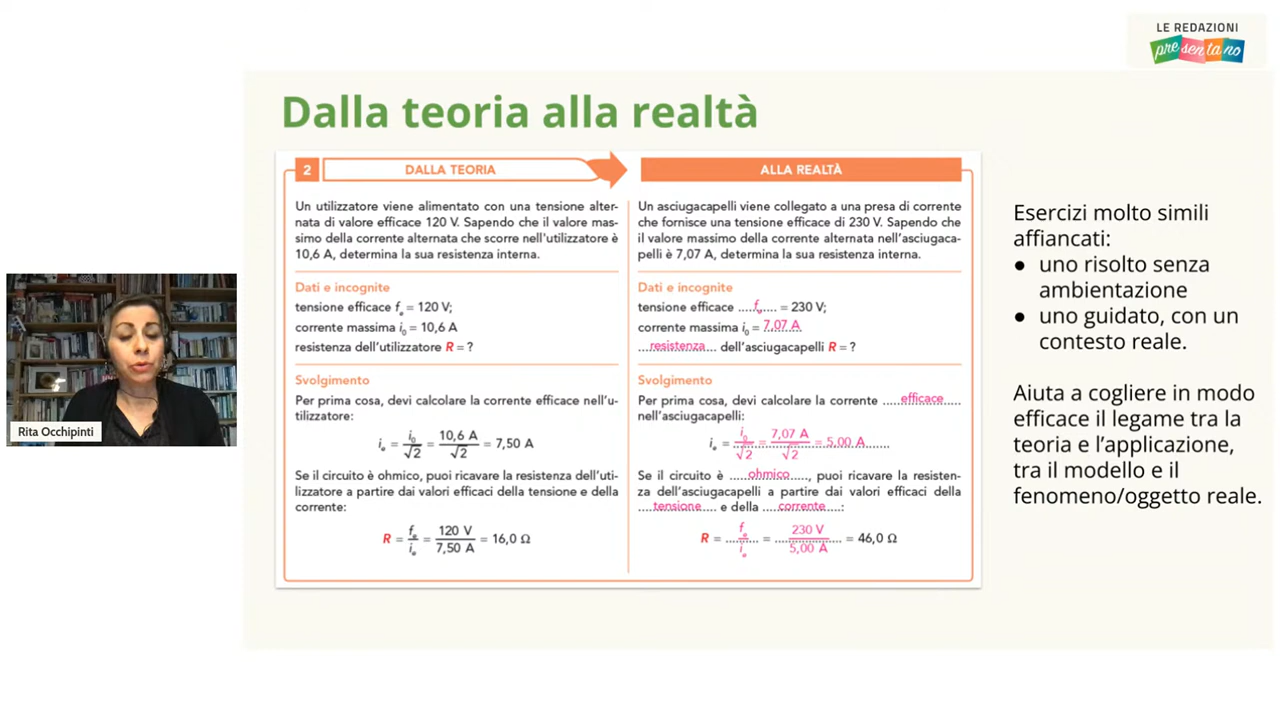 LE REDAZIONI
presentano
Dalla teoria alla realtà
2
DALLA TEORIA
Un utilizzatore viene alimentato con una tensione alter-
nata di valore efficace 120 V. Sapendo che il valore mas-
simo della corrente alternata che scorre nell'utilizzatore è
10,6 A, determina la sua resistenza interna.
Dati e incognite
tensione efficace fe = 120 V;
corrente massima i0 = 10,6 A
resistenza dell'utilizzatore R = ?
Svolgimento
Per prima cosa, devi calcolare la corrente efficace nell'u-
tilizzatore:
ie = i0/√2 = 10,6 A/√2 = 7,50 A
Se il circuito è ohmico, puoi ricavare la resistenza dell'uti-
lizzatore a partire dai valori efficaci della tensione e della
corrente:
R = fe/ie = 120 V/7,50 A = 16,0 Ω
ALLA REALTÀ
Un asciugacapelli viene collegato a una presa di corrente
che fornisce una tensione efficace di 230 V. Sapendo che
il valore massimo della corrente alternata nell'asciugaca-
pelli è 7,07 A, determina la sua resistenza interna.
Dati e incognite
tensione efficace .....fe.... = 230 V;
corrente massima i0 = 7,07 A
...resistenza... dell'asciugacapelli R = ?
Svolgimento
Per prima cosa, devi calcolare la corrente .....efficace....
nell'asciugacapelli:
ie = i0/√2 = 7,07 A/√2 = 5,00 A
Se il circuito è .....ohmico....., puoi ricavare la resisten-
za dell'asciugacapelli a partire dai valori efficaci della
....tensione.... e della ....corrente....:
R = fe/ie = 230 V/5,00 A = 46,0 Ω
Esercizi molto simili
affiancati:
● uno risolto senza
ambientazione
● uno guidato, con un
contesto reale.
Aiuta a cogliere in modo
efficace il legame tra la
teoria e l'applicazione,
tra il modello e il
fenomeno/oggetto reale.
Rita Occhipinti